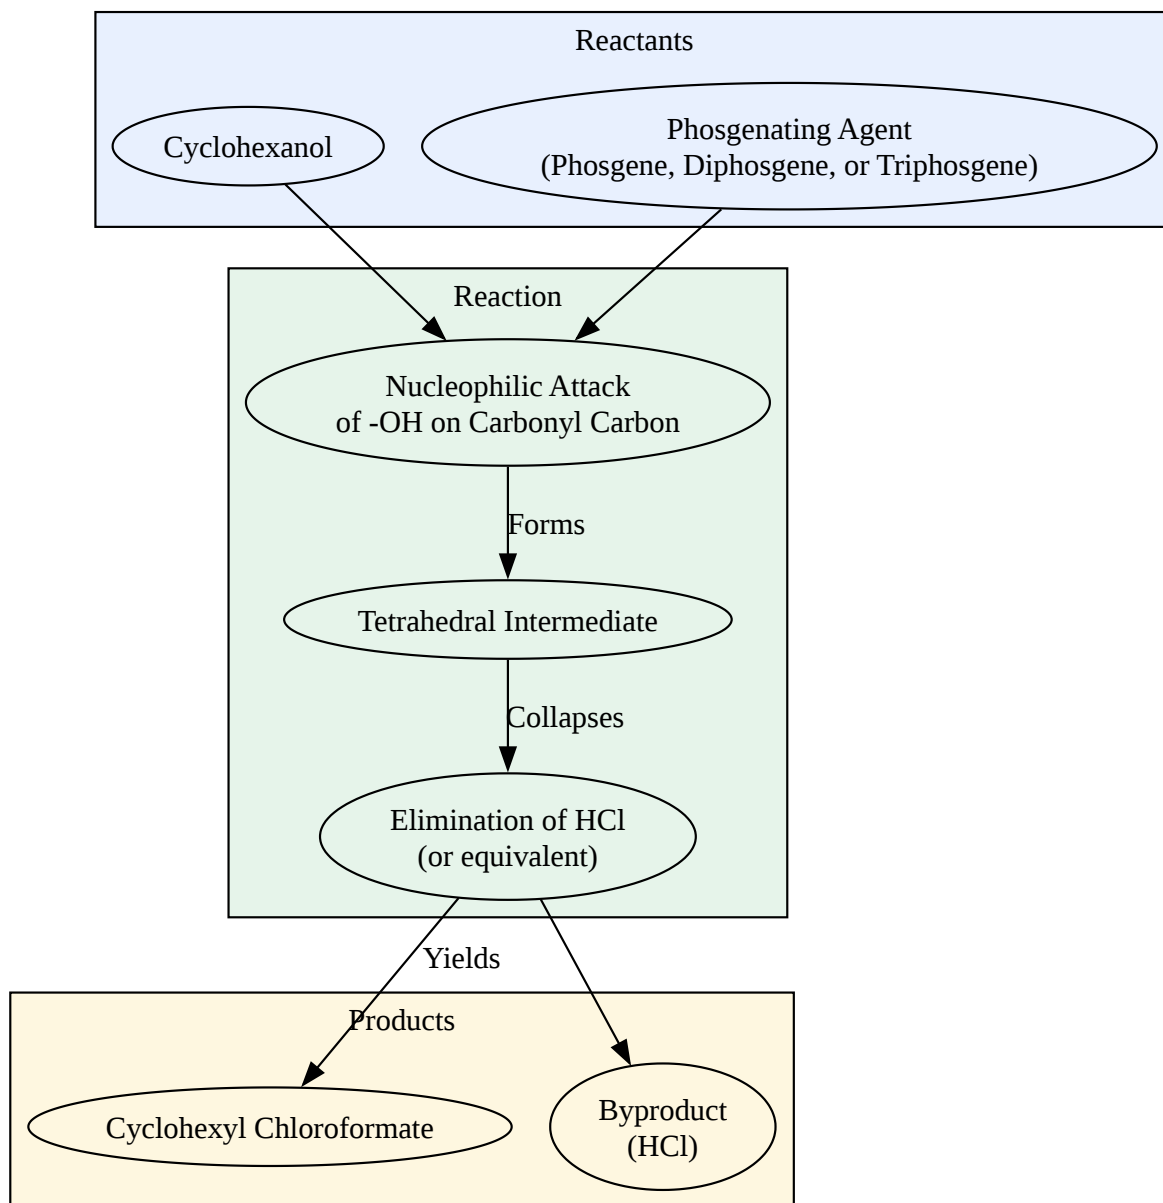 Reactants
Cyclohexanol
Phosgenating Agent
(Phosgene, Diphosgene, or Triphosgene)
Reaction
Nucleophilic Attack
of -OH on Carbonyl Carbon
Forms
Tetrahedral Intermediate
Collapses
Elimination of HCl
(or equivalent)
Yields
Products
Cyclohexyl Chloroformate
Byproduct
(HCl)